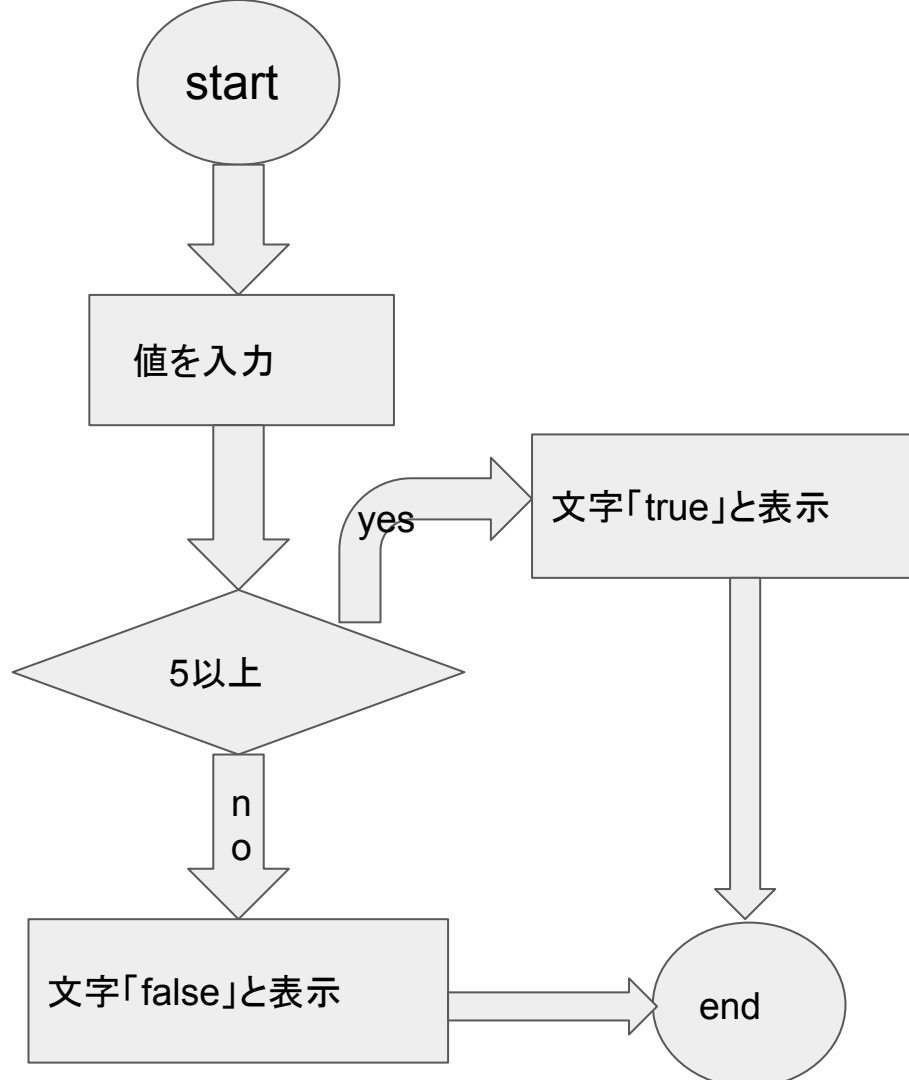 start
値を入力
yes
文字「true」と表示
5以上
n
o
文字「false」と表示
end